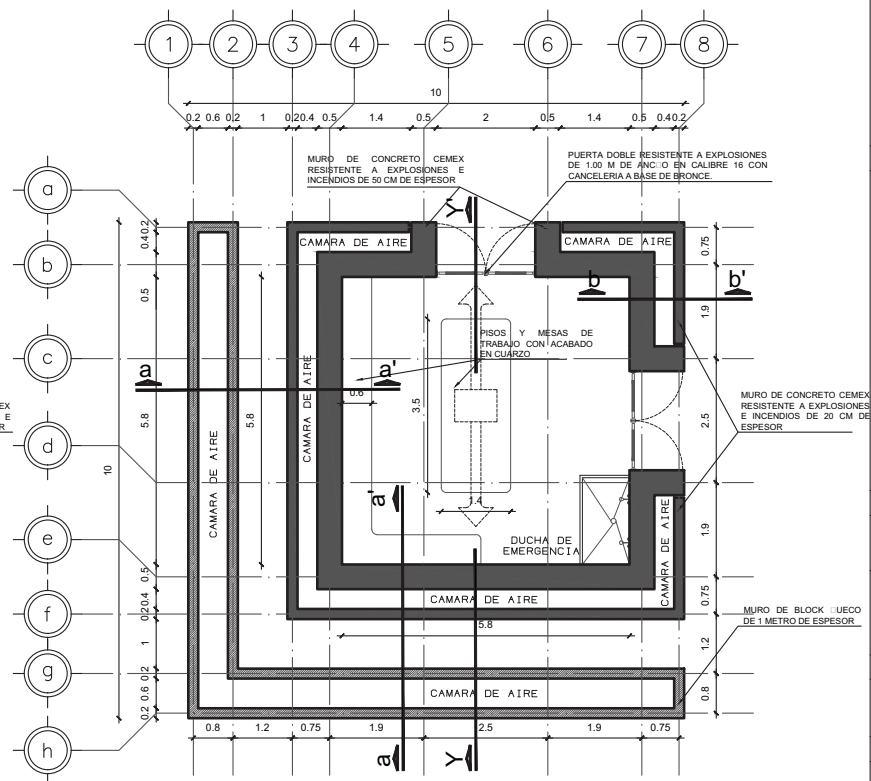 1 2 3 4 5 6 7 8
10
0.2 0.6 0.2 1 0.2 0.4 0.5 1.4 0.5 2 0.5 1.4 0.5 0.4 0.2
MURO DE CONCRETO CEMEX
RESISTENTE A EXPLOSIONES E
INCENDIOS DE 50 CM DE ESPESOR
PUERTA DOBLE RESISTENTE A EXPLOSIONES
DE 1.00 M DE ANC□O EN CALIBRE 16 CON
CANCELERIA A BASE DE BRONCE.
a
b
c
d
e
f
g
h
10
0.2
0.4
0.5
5.8
0.5
0.4
0.2
1
0.2
0.6
0.2
Y'
CAMARA DE AIRE
CAMARA DE AIRE
b b'
0.75
1.9
2.5
1.9
0.75
1.2
0.8
PISOS Y MESAS DE
TRABAJO CON ACABADO
EN CUARZO
a a'
0.6
3.5
5.8
1.4
CAMARA DE AIRE
CAMARA DE AIRE
EX
E
R
MURO DE CONCRETO CEMEX
RESISTENTE A EXPLOSIONES
E INCENDIOS DE 20 CM DE
ESPESOR
a'
DUCHA DE
EMERGENCIA
CAMARA DE AIRE
CAMARA DE AIRE
5.8
MURO DE BLOCK □UECO
DE 1 METRO DE ESPESOR
CAMARA DE AIRE
0.8 1.2 0.75 1.9 2.5 1.9 0.75
a Y